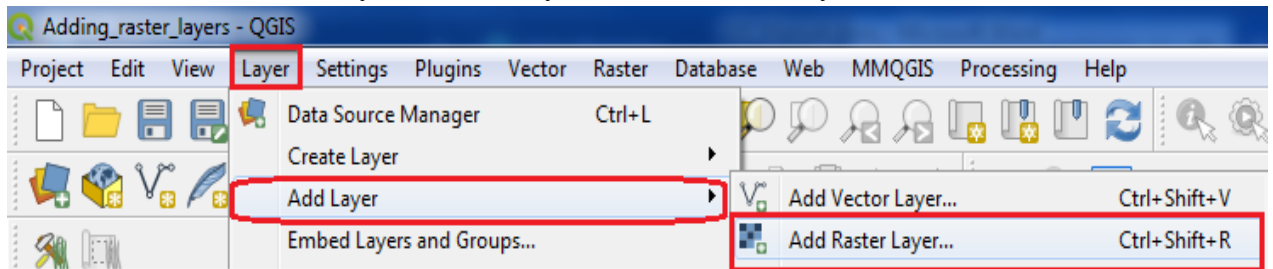 Adding_raster_layers - QGIS
Project Edit View Layer Settings Plugins Vector Raster Database Web MMQGIS Processing Help
Data Source Manager Ctrl+L
Create Layer
Add Layer
Add Vector Layer... Ctrl+Shift+V
Embed Layers and Groups...
Add Raster Layer... Ctrl+Shift+R